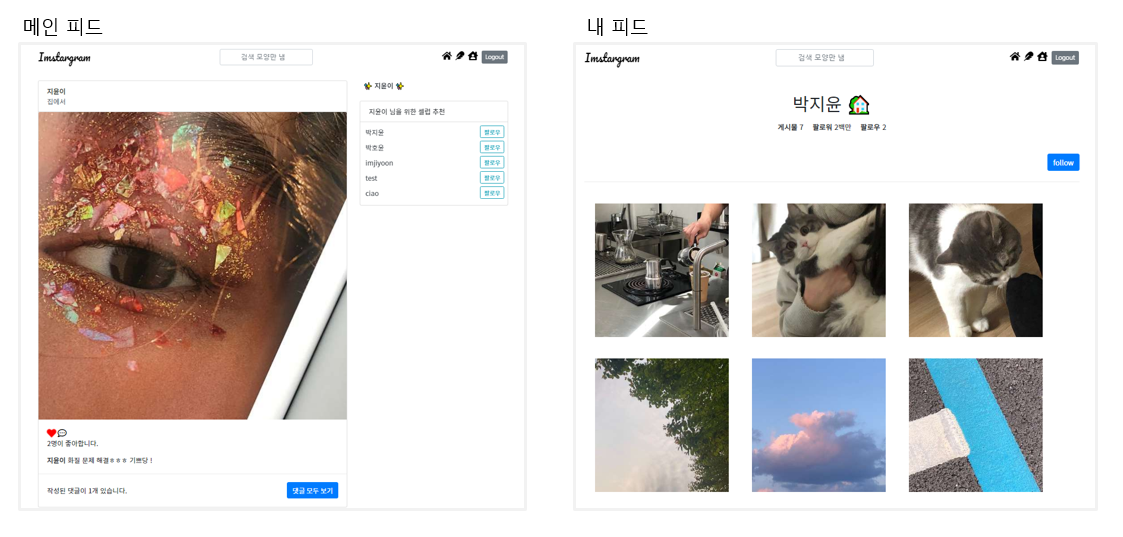 메인 피드
Imstargram
검색 모양만 냄
Logout
지윤이
집에서
2명이 좋아합니다.
지윤이 화질 문제 해결ㅎㅎㅎ 기쁘당 !
작성된 댓글이 1개 있습니다.
댓글 모두 보기
지윤이
지윤이 님을 위한 셀럽 추천
박지윤 팔로우
박호윤 팔로우
imjiyoon 팔로우
test 팔로우
ciao 팔로우
내 피드
Imstargram
검색 모양만 냄
Logout
박지윤
게시물 7 팔로워 2백만 팔로우 2
follow